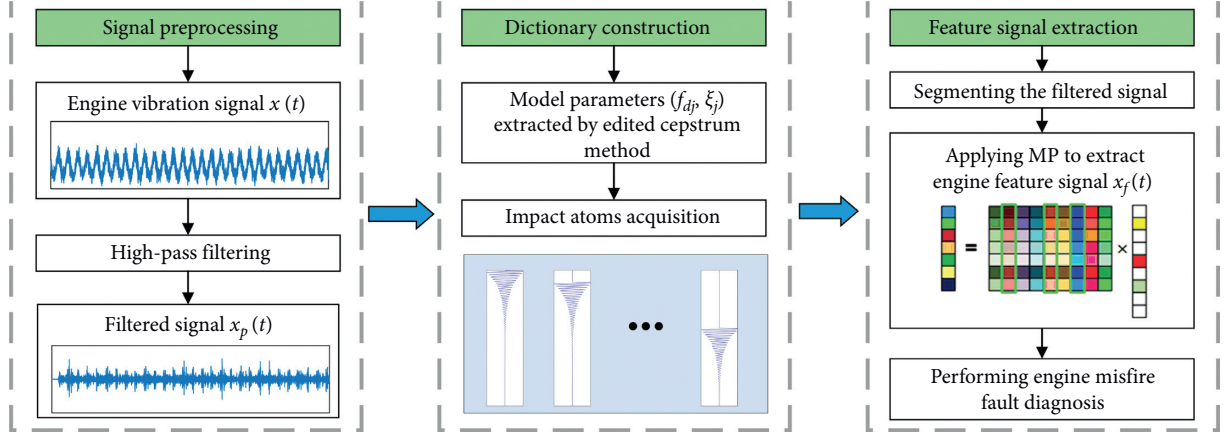 Signal preprocessing
Engine vibration signal x (t)
High-pass filtering
Filtered signal xₚ (t)
Dictionary construction
Model parameters (f_dj, ξ_j)
extracted by edited cepstrum
method
Impact atoms acquisition
•••
Feature signal extraction
Segmenting the filtered signal
Applying MP to extract
engine feature signal x_f (t)
= ×
Performing engine misfire
fault diagnosis